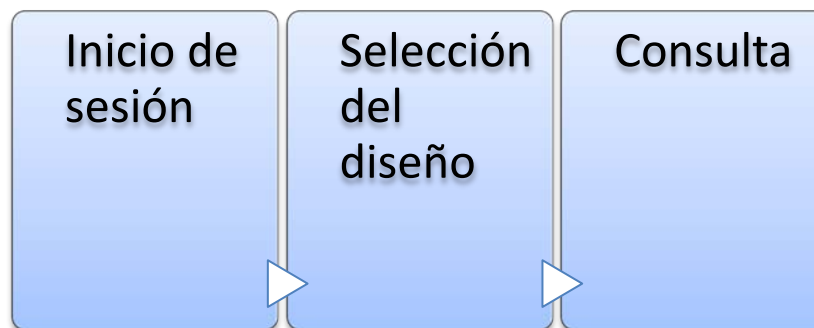 Inicio de
sesión
Selección
del
diseño
Consulta